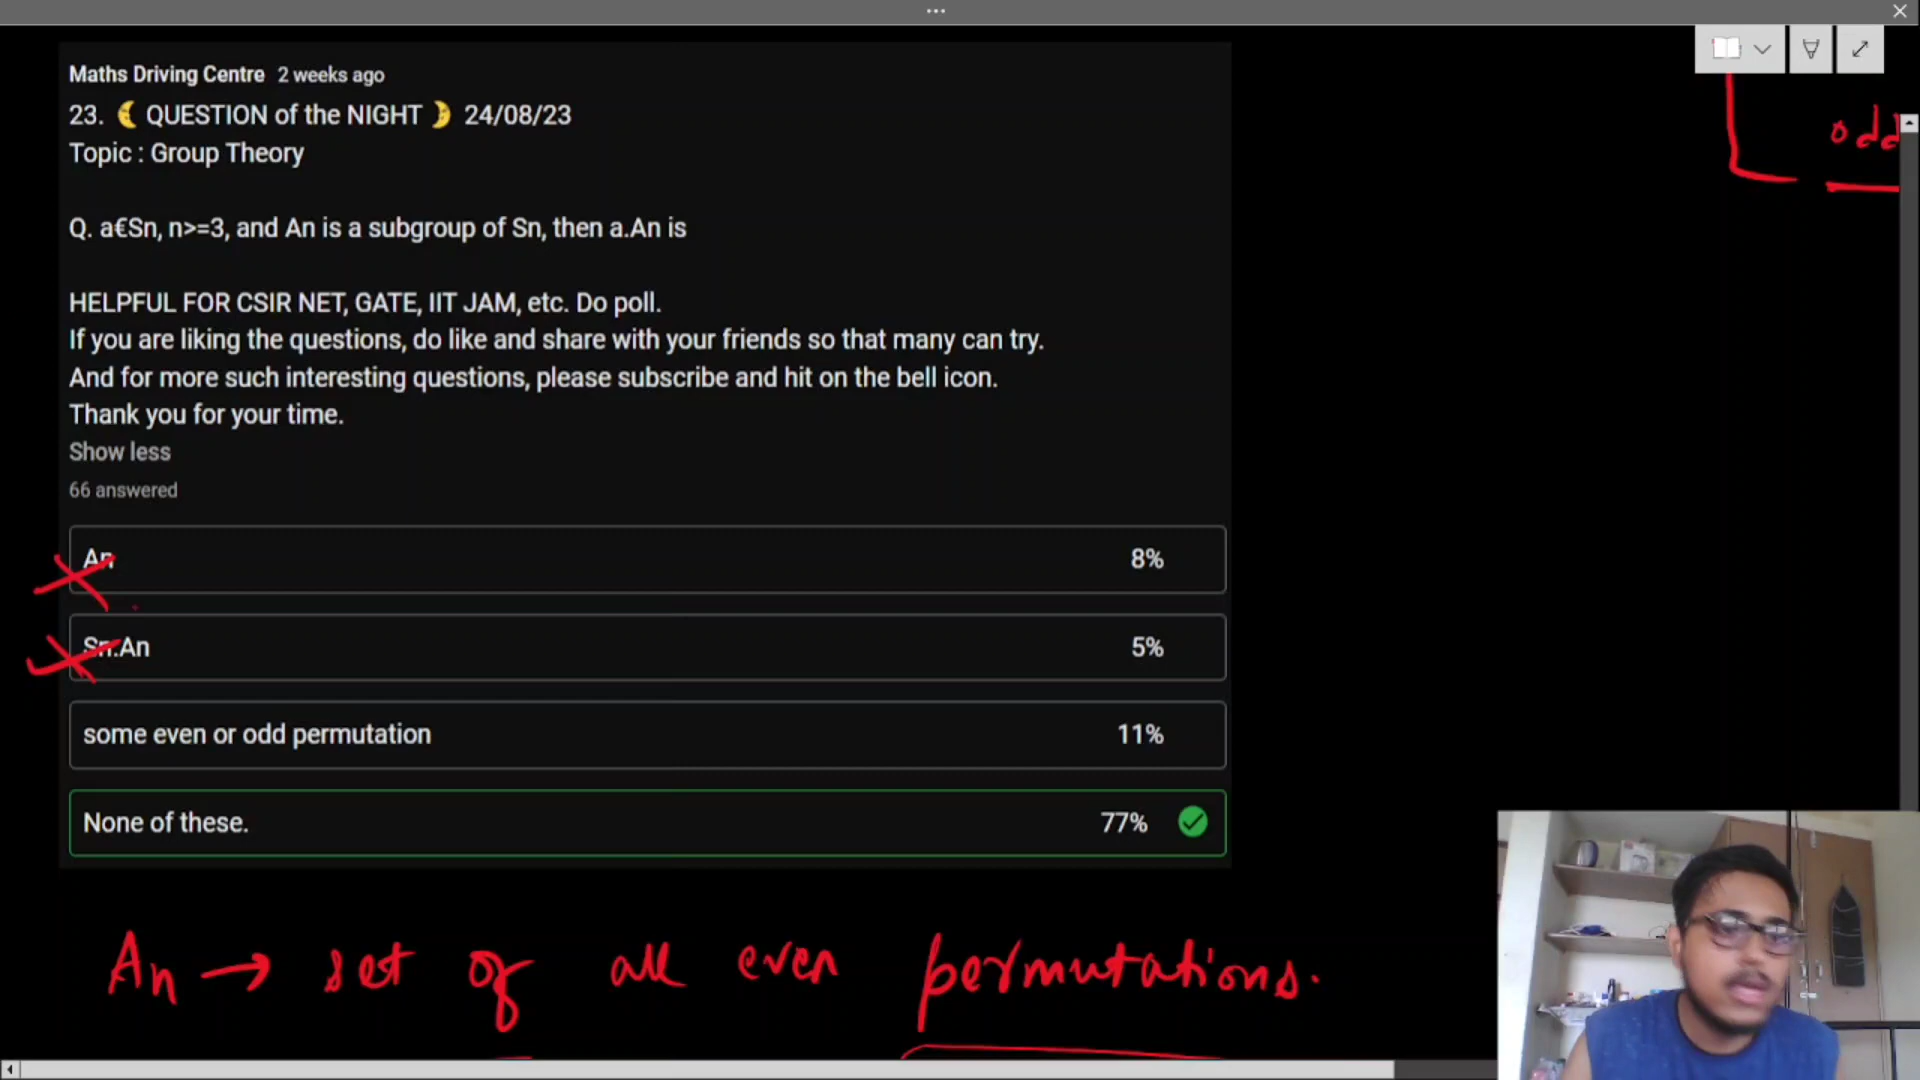 ...
odd
Maths Driving Centre 2 weeks ago
23. 🌜 QUESTION of the NIGHT 🌛 24/08/23
Topic : Group Theory
Q. a€Sn, n>=3, and An is a subgroup of Sn, then a.An is
HELPFUL FOR CSIR NET, GATE, IIT JAM, etc. Do poll.
If you are liking the questions, do like and share with your friends so that many can try.
And for more such interesting questions, please subscribe and hit on the bell icon.
Thank you for your time.
Show less
66 answered
An 8%
Sn.An 5%
some even or odd permutation 11%
None of these. 77%
An → set of all even permutations.